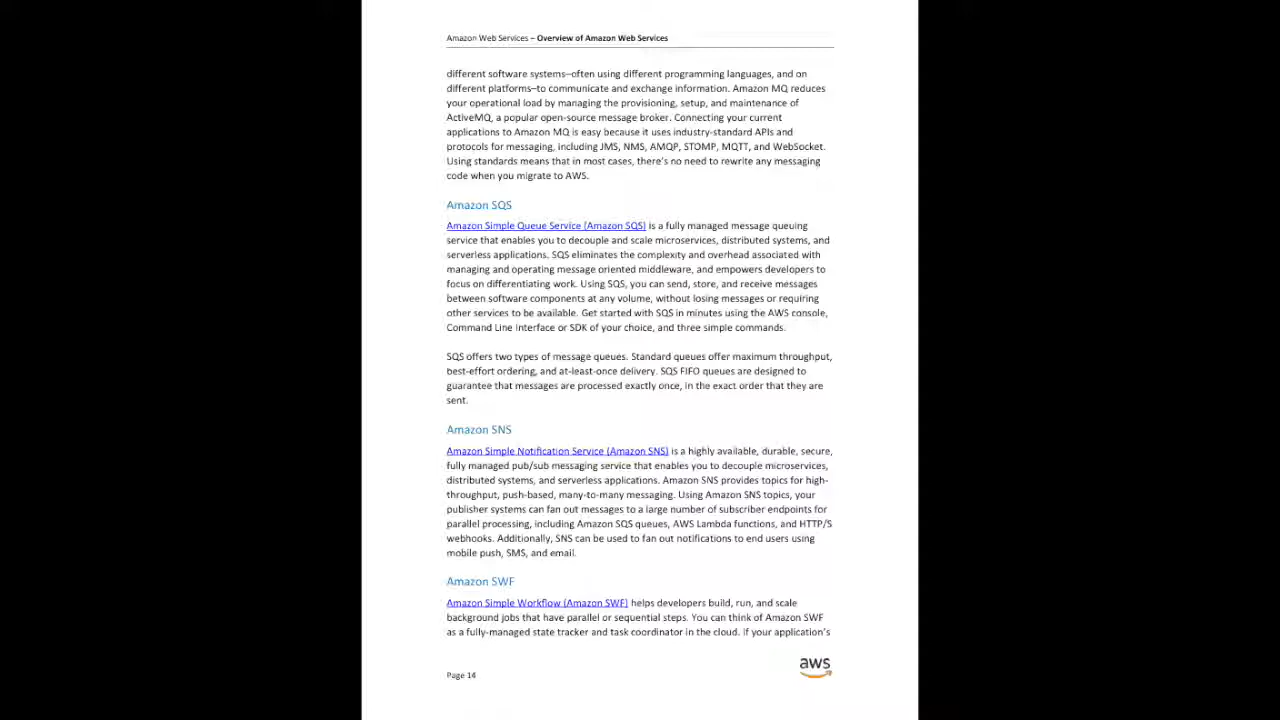 Amazon Web Services – Overview of Amazon Web Services
different software systems–often using different programming languages, and on
different platforms–to communicate and exchange information. Amazon MQ reduces
your operational load by managing the provisioning, setup, and maintenance of
ActiveMQ, a popular open-source message broker. Connecting your current
applications to Amazon MQ is easy because it uses industry-standard APIs and
protocols for messaging, including JMS, NMS, AMQP, STOMP, MQTT, and WebSocket.
Using standards means that in most cases, there's no need to rewrite any messaging
code when you migrate to AWS.
Amazon SQS
Amazon Simple Queue Service (Amazon SQS) is a fully managed message queuing
service that enables you to decouple and scale microservices, distributed systems, and
serverless applications. SQS eliminates the complexity and overhead associated with
managing and operating message oriented middleware, and empowers developers to
focus on differentiating work. Using SQS, you can send, store, and receive messages
between software components at any volume, without losing messages or requiring
other services to be available. Get started with SQS in minutes using the AWS console,
Command Line Interface or SDK of your choice, and three simple commands.
SQS offers two types of message queues. Standard queues offer maximum throughput,
best-effort ordering, and at-least-once delivery. SQS FIFO queues are designed to
guarantee that messages are processed exactly once, in the exact order that they are
sent.
Amazon SNS
Amazon Simple Notification Service (Amazon SNS) is a highly available, durable, secure,
fully managed pub/sub messaging service that enables you to decouple microservices,
distributed systems, and serverless applications. Amazon SNS provides topics for high-
throughput, push-based, many-to-many messaging. Using Amazon SNS topics, your
publisher systems can fan out messages to a large number of subscriber endpoints for
parallel processing, including Amazon SQS queues, AWS Lambda functions, and HTTP/S
webhooks. Additionally, SNS can be used to fan out notifications to end users using
mobile push, SMS, and email.
Amazon SWF
Amazon Simple Workflow (Amazon SWF) helps developers build, run, and scale
background jobs that have parallel or sequential steps. You can think of Amazon SWF
as a fully-managed state tracker and task coordinator in the cloud. If your application's
aws
Page 14